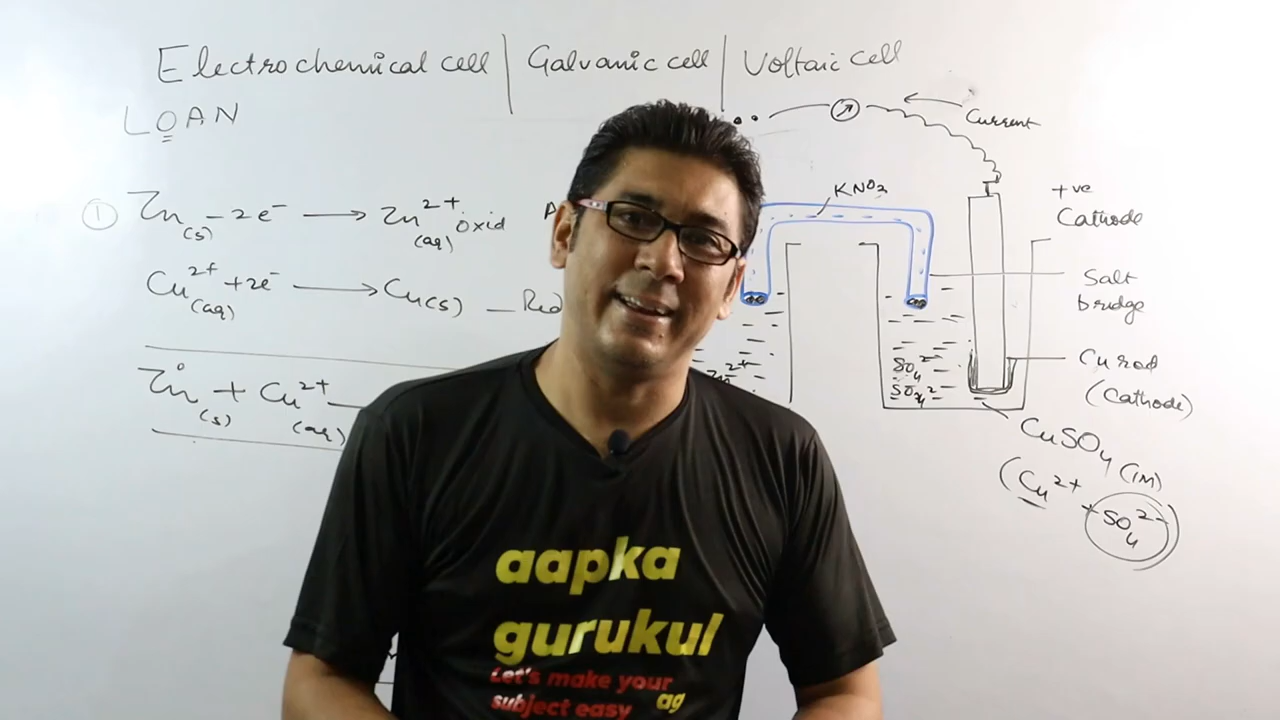 Electrochemical cell | Galvanic cell | Voltaic cell
LOAN
Current
① Zn(s) – 2e⁻ → Zn²⁺(aq) oxid
KNO₃
+ve
Cathode
Cu²⁺(aq) + 2e⁻ → Cu(s) — Red
Salt
bridge
Zn(s) + Cu²⁺(aq)
SO₄²⁻
SO₄²⁻
Cu rod
(Cathode)
CuSO₄ (1M)
(Cu²⁺ + SO₄²⁻)
aapka
gurukul
Let's make your
subject easy ag